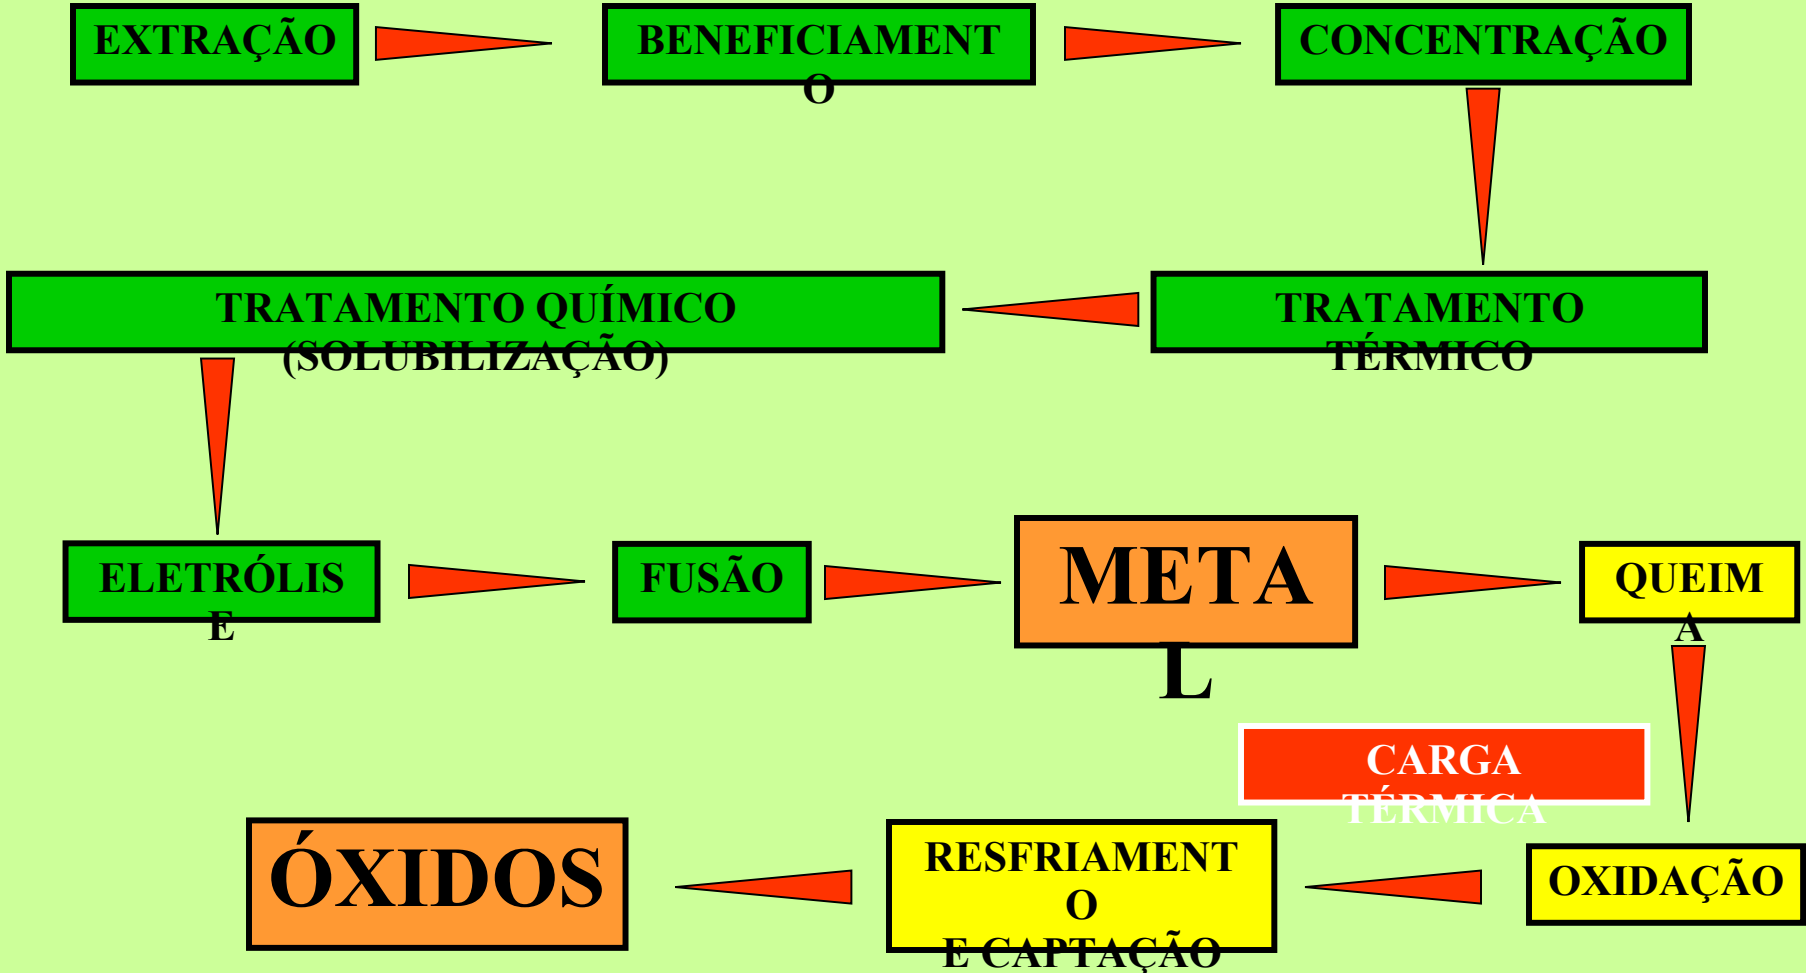 EXTRAÇÃO
BENEFICIAMENT
O
CONCENTRAÇÃO
TRATAMENTO QUÍMICO
(SOLUBILIZAÇÃO)
TRATAMENTO
TÉRMICO
ELETRÓLIS
E
FUSÃO
META
L
QUEIM
A
CARGA
TÉRMICA
ÓXIDOS
RESFRIAMENT
O
E CAPTAÇÃO
OXIDAÇÃO